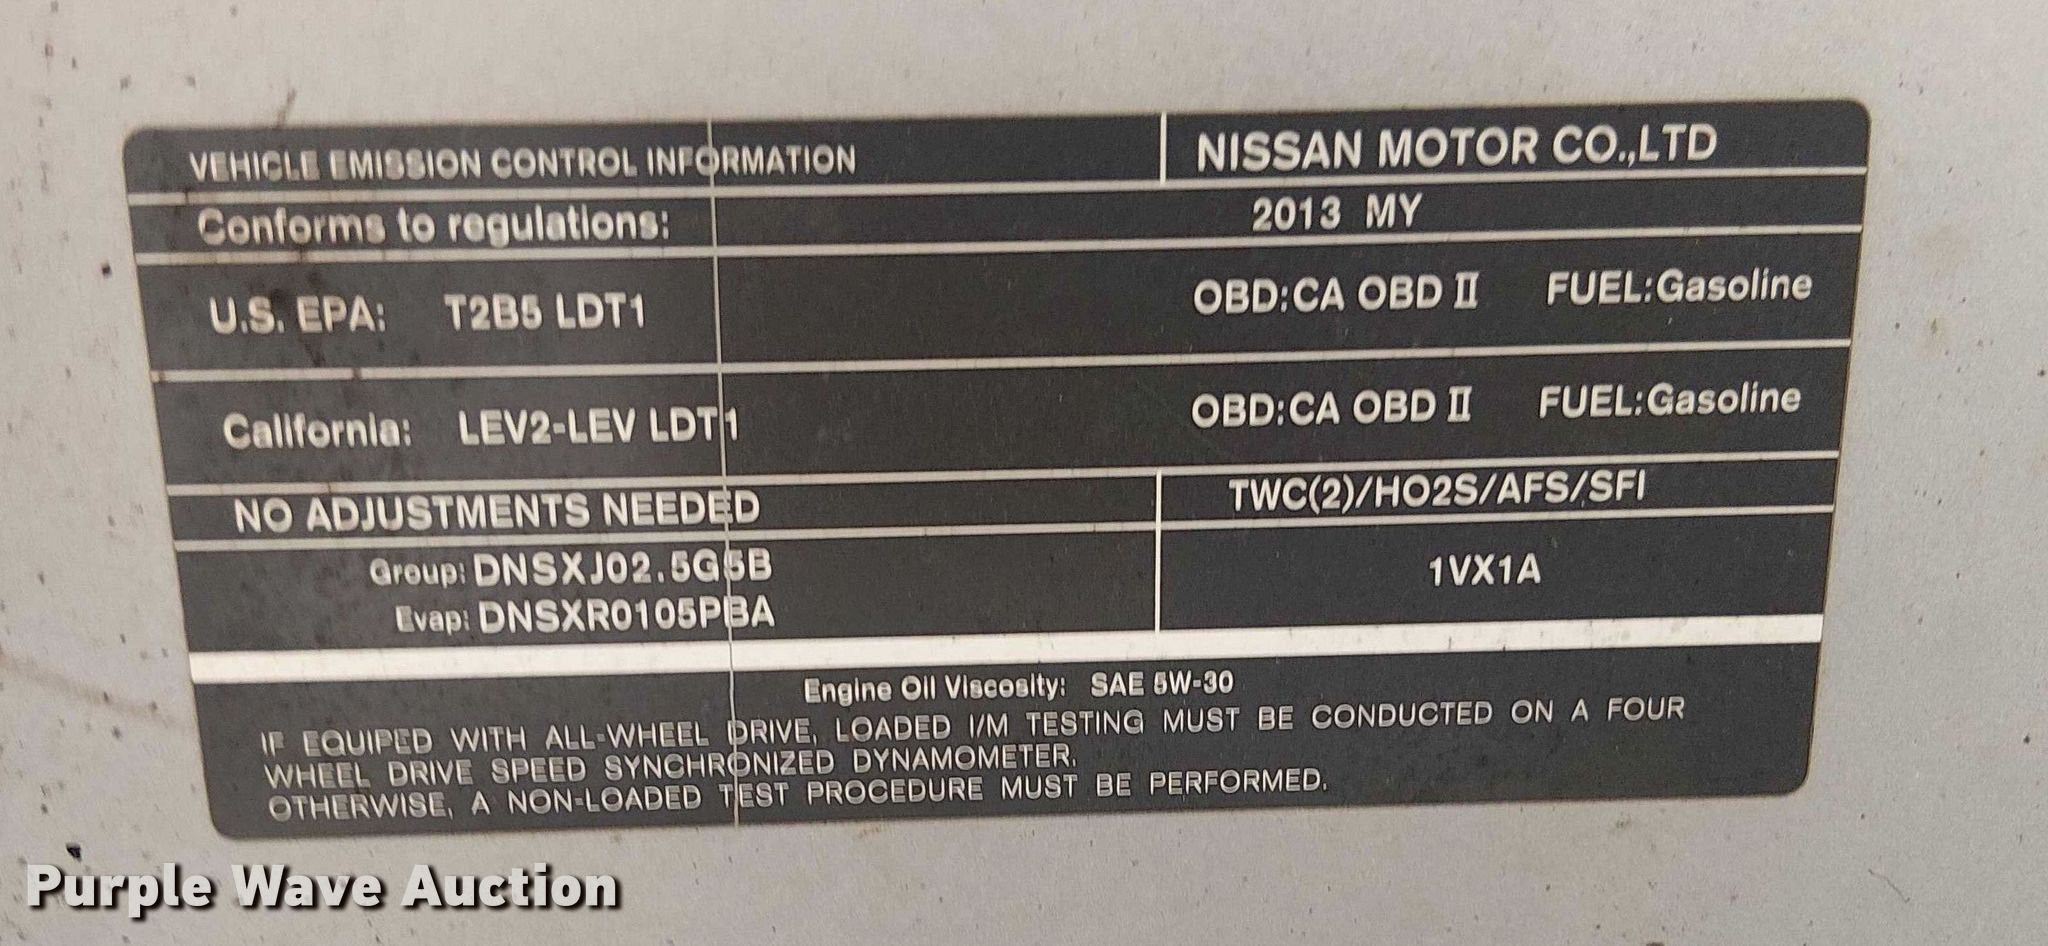 VEHICLE EMISSION CONTROL INFORMATION
NISSAN MOTOR CO.,LTD
Conforms to regulations:
2013 MY
U.S. EPA: T2B5 LDT1
OBD:CA OBD II FUEL:Gasoline
California: LEV2-LEV LDT1
OBD:CA OBD II FUEL:Gasoline
NO ADJUSTMENTS NEEDED
TWC(2)/HO2S/AFS/SFI
Group: DNSXJ02.5G5B
Evap: DNSXR0105PBA
1VX1A
Engine Oil Viscosity: SAE 5W-30
IF EQUIPED WITH ALL-WHEEL DRIVE, LOADED I/M TESTING MUST BE CONDUCTED ON A FOUR
WHEEL DRIVE SPEED SYNCHRONIZED DYNAMOMETER.
OTHERWISE, A NON-LOADED TEST PROCEDURE MUST BE PERFORMED.
Purple Wave Auction